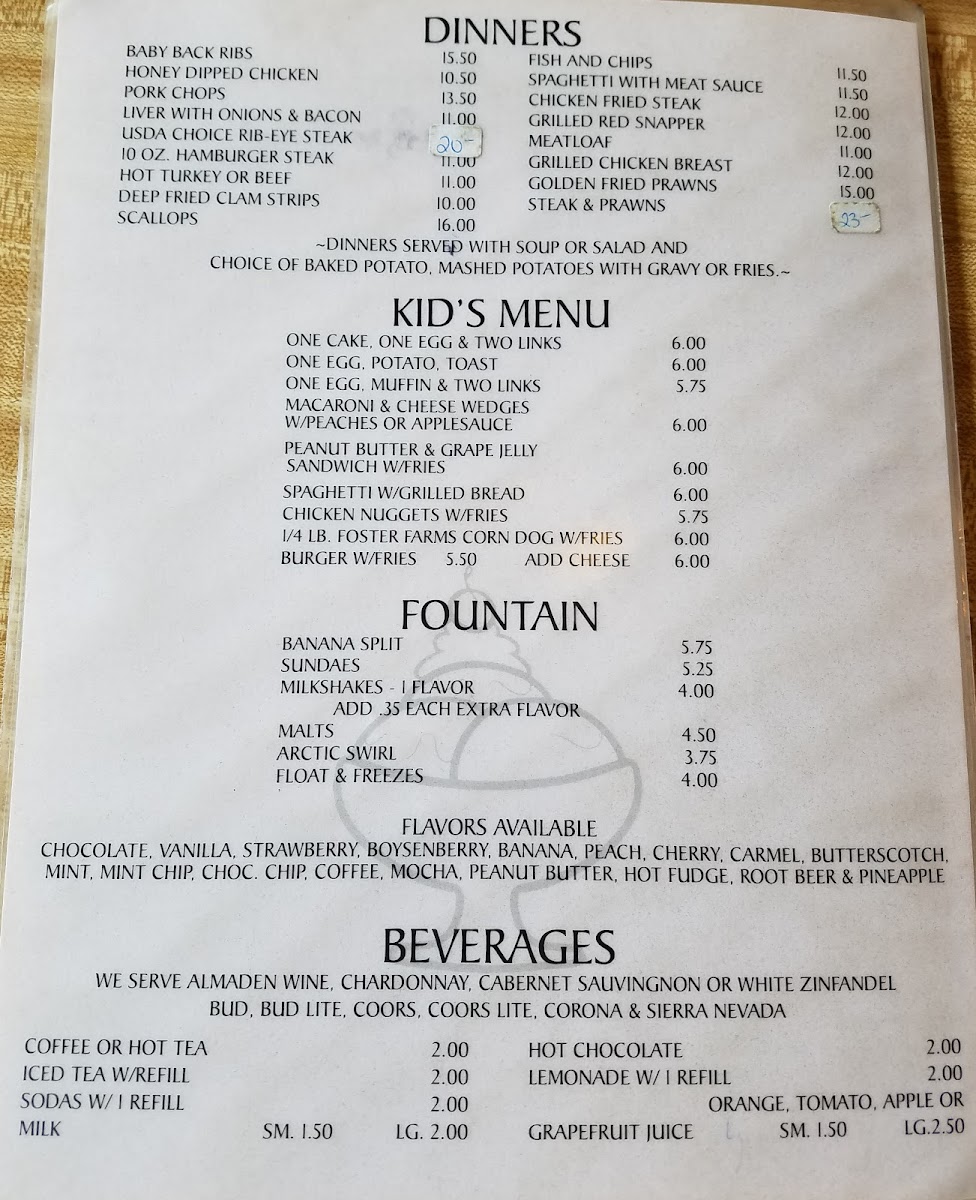 DINNERS
BABY BACK RIBS 15.50
HONEY DIPPED CHICKEN 10.50
PORK CHOPS 13.50
LIVER WITH ONIONS & BACON 11.00
USDA CHOICE RIB-EYE STEAK 20-
10 OZ. HAMBURGER STEAK 11.00
HOT TURKEY OR BEEF 11.00
DEEP FRIED CLAM STRIPS 10.00
SCALLOPS 16.00
FISH AND CHIPS 11.50
SPAGHETTI WITH MEAT SAUCE 11.50
CHICKEN FRIED STEAK 12.00
GRILLED RED SNAPPER 12.00
MEATLOAF 11.00
GRILLED CHICKEN BREAST 12.00
GOLDEN FRIED PRAWNS 15.00
STEAK & PRAWNS 23-
~DINNERS SERVED WITH SOUP OR SALAD AND
CHOICE OF BAKED POTATO, MASHED POTATOES WITH GRAVY OR FRIES.~
KID'S MENU
ONE CAKE, ONE EGG & TWO LINKS 6.00
ONE EGG, POTATO, TOAST 6.00
ONE EGG, MUFFIN & TWO LINKS 5.75
MACARONI & CHEESE WEDGES
W/PEACHES OR APPLESAUCE 6.00
PEANUT BUTTER & GRAPE JELLY
SANDWICH W/FRIES 6.00
SPAGHETTI W/GRILLED BREAD 6.00
CHICKEN NUGGETS W/FRIES 5.75
1/4 LB. FOSTER FARMS CORN DOG W/FRIES 6.00
BURGER W/FRIES 5.50 ADD CHEESE 6.00
FOUNTAIN
BANANA SPLIT 5.75
SUNDAES 5.25
MILKSHAKES - 1 FLAVOR 4.00
ADD .35 EACH EXTRA FLAVOR
MALTS 4.50
ARCTIC SWIRL 3.75
FLOAT & FREEZES 4.00
FLAVORS AVAILABLE
CHOCOLATE, VANILLA, STRAWBERRY, BOYSENBERRY, BANANA, PEACH, CHERRY, CARMEL, BUTTERSCOTCH,
MINT, MINT CHIP, CHOC. CHIP, COFFEE, MOCHA, PEANUT BUTTER, HOT FUDGE, ROOT BEER & PINEAPPLE
BEVERAGES
WE SERVE ALMADEN WINE, CHARDONNAY, CABERNET SAUVINGNON OR WHITE ZINFANDEL
BUD, BUD LITE, COORS, COORS LITE, CORONA & SIERRA NEVADA
COFFEE OR HOT TEA 2.00
ICED TEA W/REFILL 2.00
SODAS W/ 1 REFILL 2.00
MILK SM. 1.50 LG. 2.00
HOT CHOCOLATE 2.00
LEMONADE W/ 1 REFILL 2.00
ORANGE, TOMATO, APPLE OR
GRAPEFRUIT JUICE SM. 1.50 LG.2.50